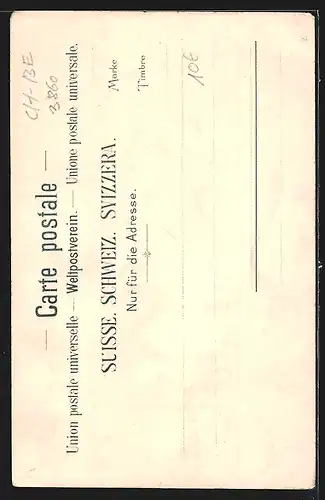 — Carte postale —
Union postale universelle — Weltpostverein. — Unione postale universale.
SUISSE. SCHWEIZ. SVIZZERA.
Nur für die Adresse.
Marke
Timbre
CH-BE
3860
10€